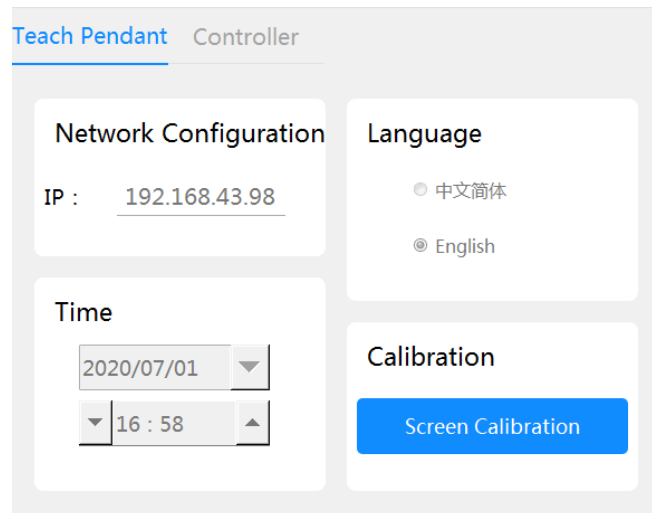 Teach Pendant Controller
Network Configuration
IP : 192.168.43.98
Time
2020/07/01
16 : 58
Language
中文简体
English
Calibration
Screen Calibration